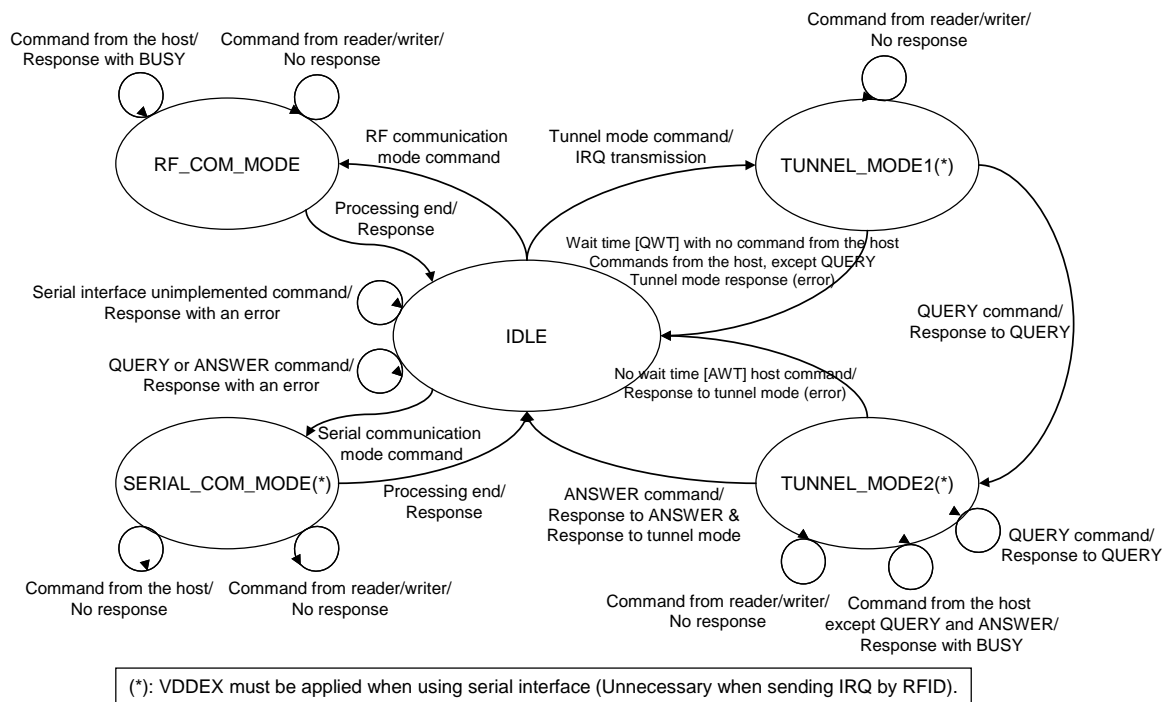 Command from the host/
Response with BUSY
Command from reader/writer/
No response
Command from reader/writer/
No response
RF_COM_MODE
RF communication
mode command
Tunnel mode command/
IRQ transmission
TUNNEL_MODE1(*)
Processing end/
Response
Wait time [QWT] with no command from the host
Commands from the host, except QUERY
Tunnel mode response (error)
Serial interface unimplemented command/
Response with an error
IDLE
QUERY command/
Response to QUERY
QUERY or ANSWER command/
Response with an error
No wait time [AWT] host command/
Response to tunnel mode (error)
Serial communication
mode command
SERIAL_COM_MODE(*)
Processing end/
Response
ANSWER command/
Response to ANSWER &
Response to tunnel mode
TUNNEL_MODE2(*)
QUERY command/
Response to QUERY
Command from the host/
No response
Command from reader/writer/
No response
Command from reader/writer/
No response
Command from the host
except QUERY and ANSWER/
Response with BUSY
(*): VDDEX must be applied when using serial interface (Unnecessary when sending IRQ by RFID).